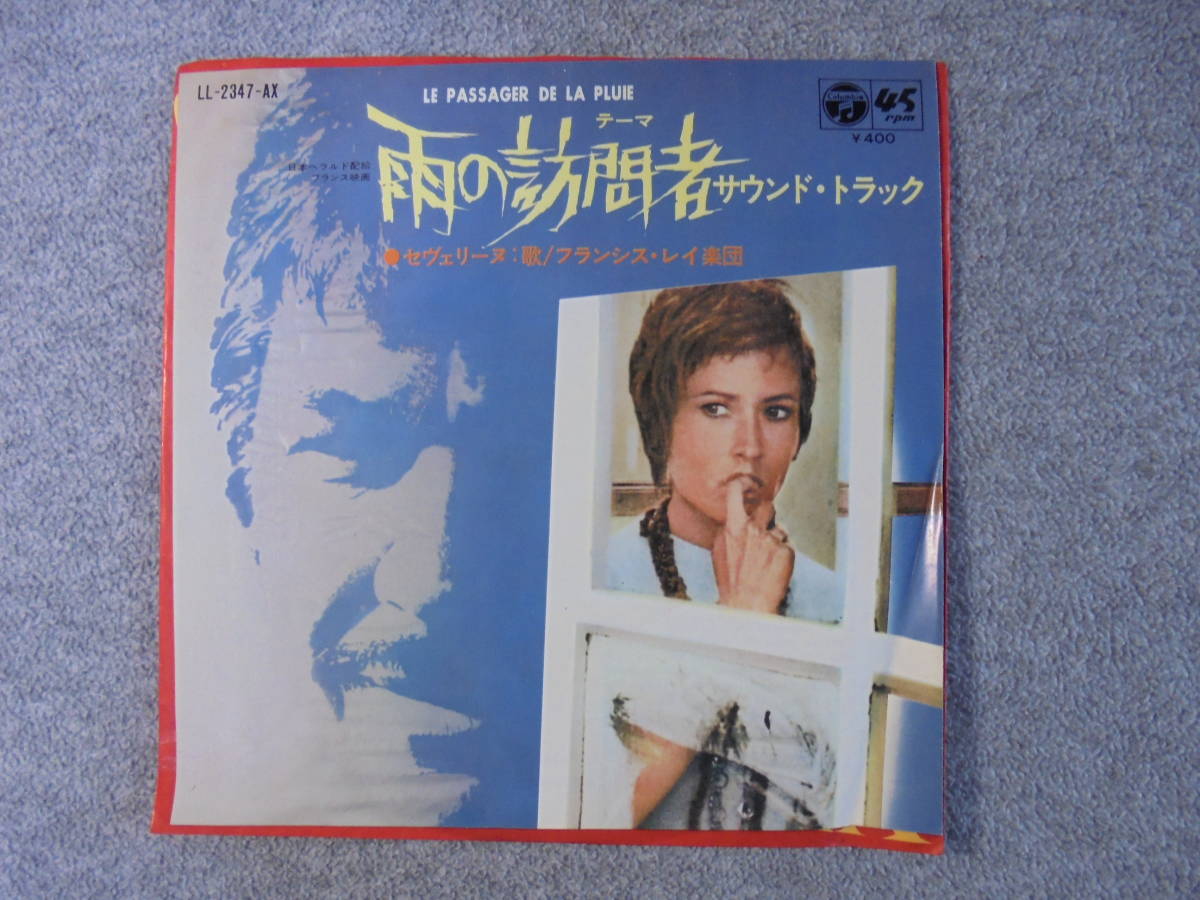 LL-2347-AX
LE PASSAGER DE LA PLUIE
Columbia
45
rpm
¥400
テーマ
雨の訪問者サウンド・トラック
日本ヘラルド配給
フランス映画
●セヴェリーヌ:歌/フランシス・レイ楽団